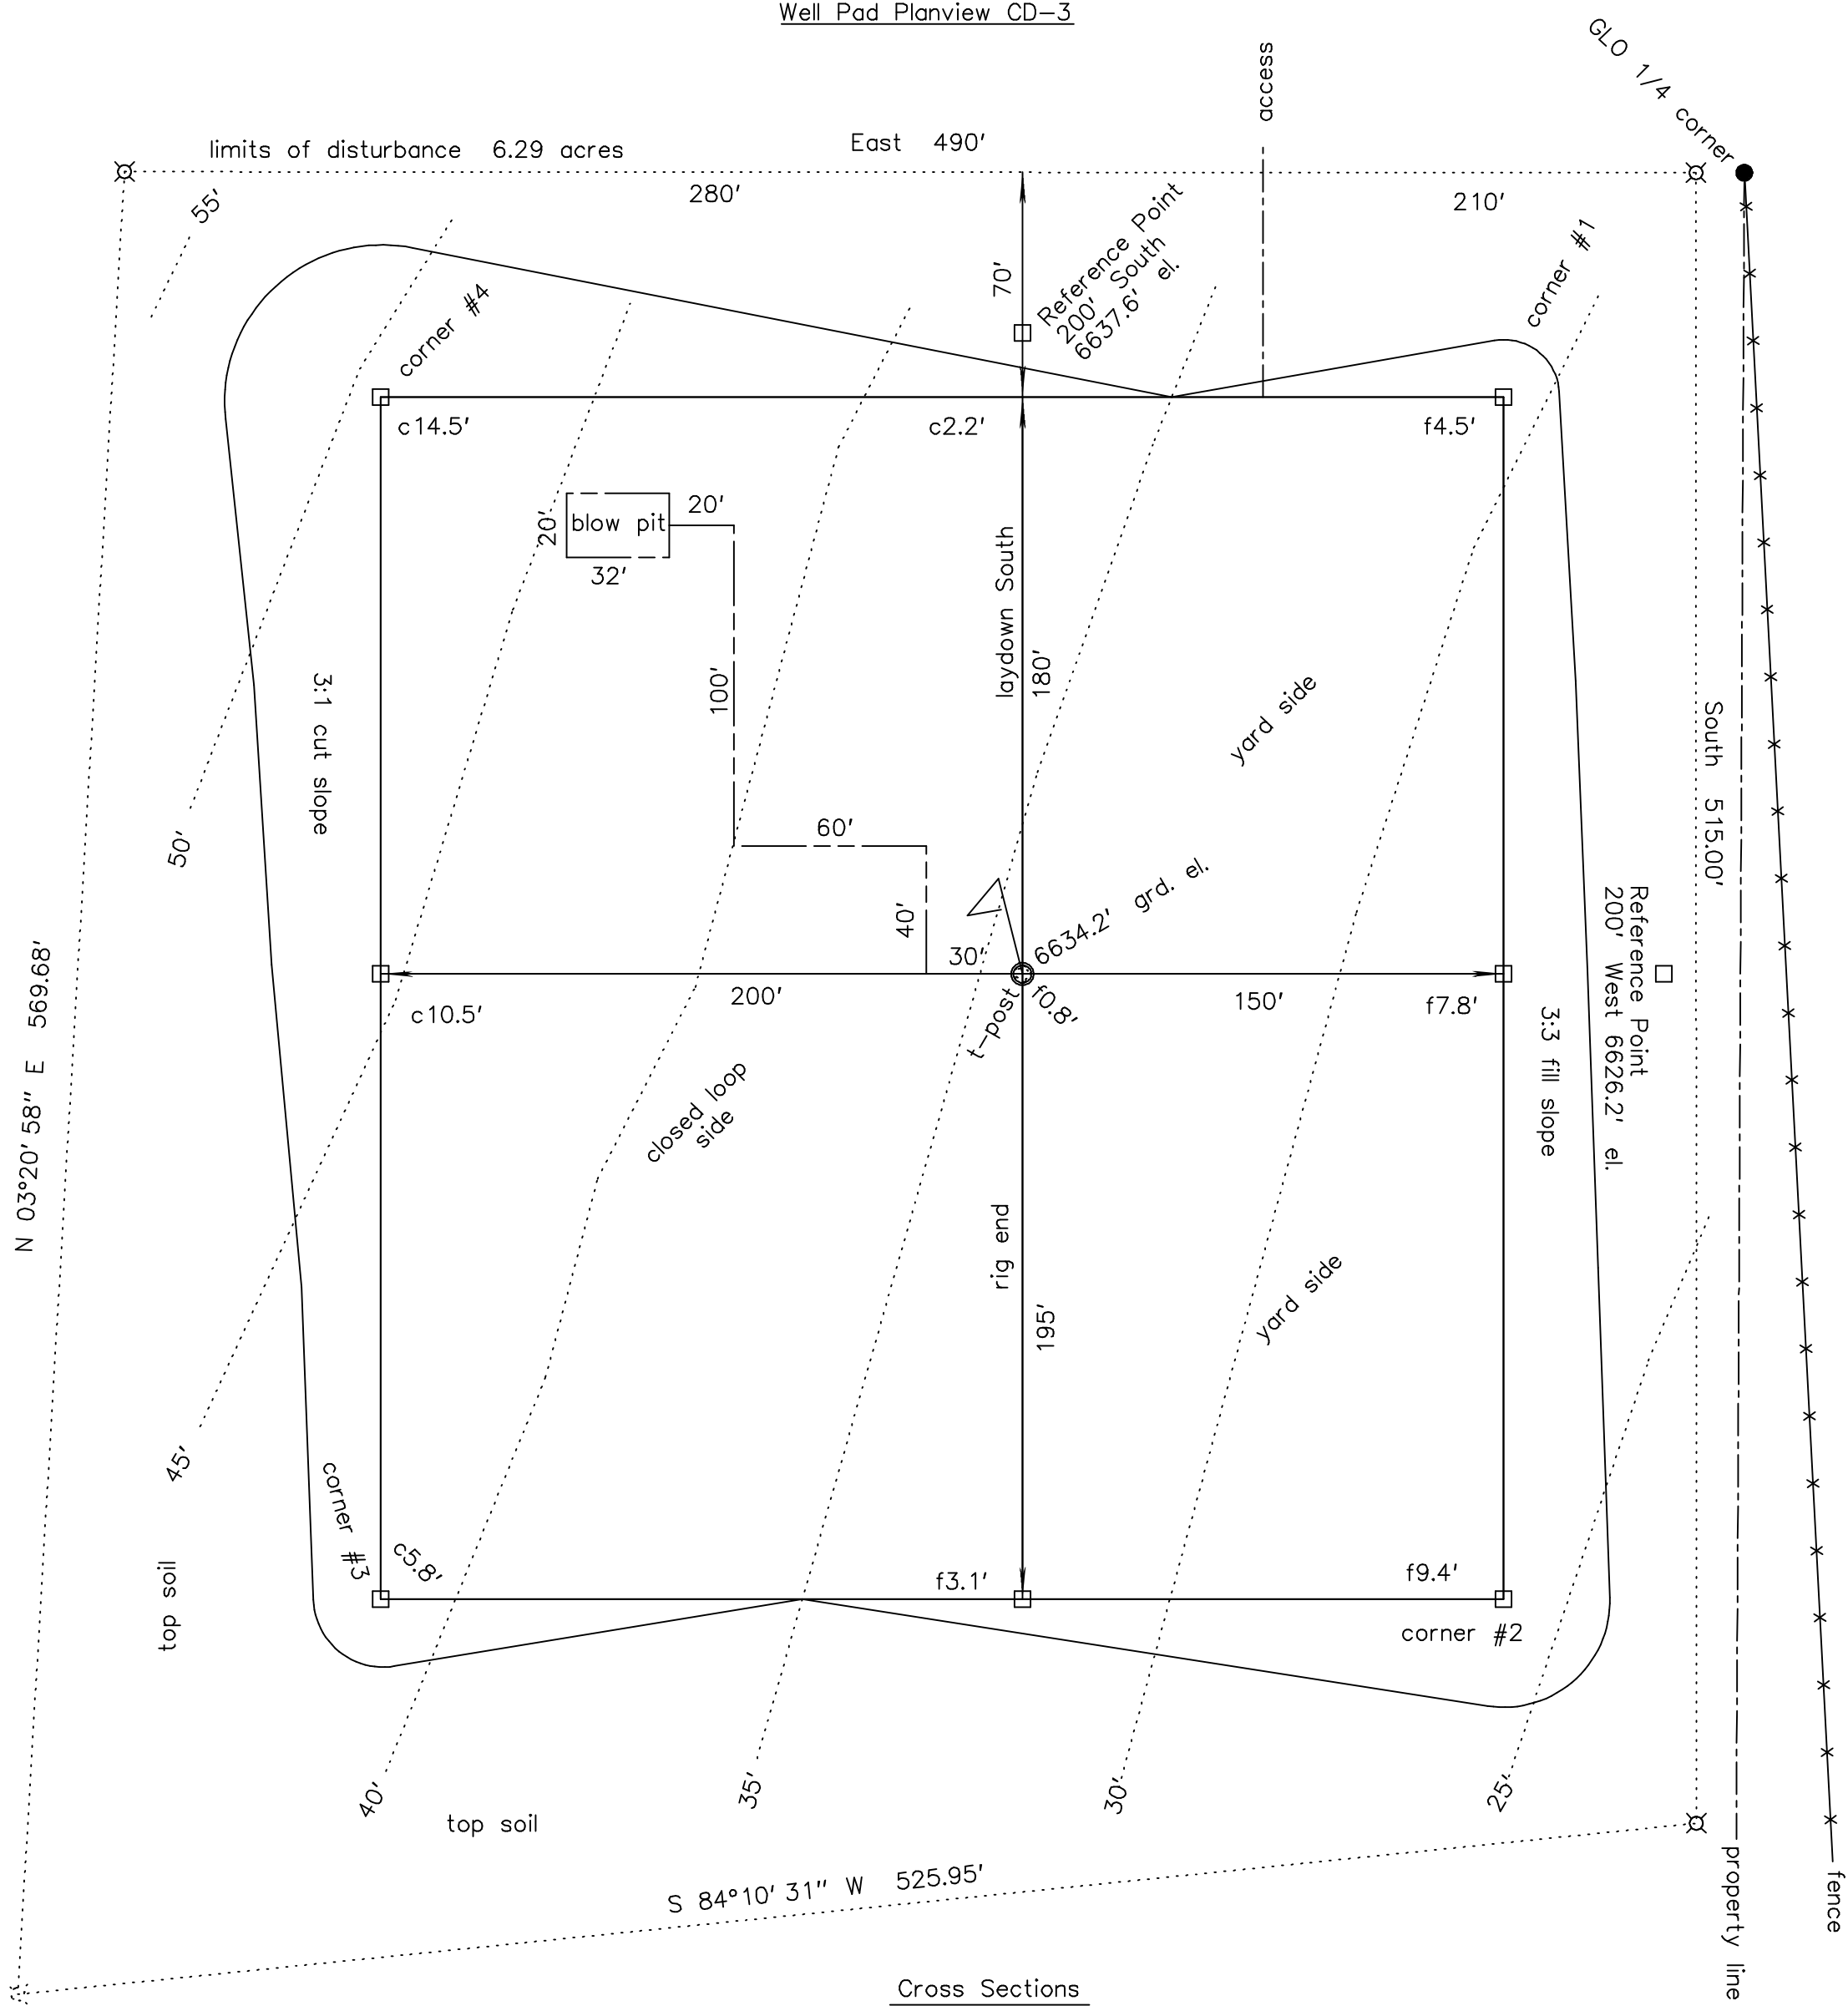 Well Pad Planview CD-3
access
GLO 1/4 corner
limits of disturbance 6.29 acres
East 490'
280'
210'
55'
70'
Reference Point
200' South
6637.6' el.
corner #1
corner #4
c14.5'
c2.2'
f4.5'
20'
blow pit
20'
32'
laydown South
180'
100'
yard side
3:1 cut slope
South 515.00'
50'
60'
40'
30'
6634.2' grd. el.
Reference Point
200' West 6626.2' el.
N 03°20'58" E 569.68'
200'
150'
c10.5'
t-post
f0.8'
f7.8'
3:3 fill slope
closed loop
side
rig end
195'
yard side
45'
corner #3
c5.8'
f3.1'
f9.4'
top soil
corner #2
40'
35'
30'
25'
top soil
S 84°10'31" W 525.95'
property line
fence
Cross Sections